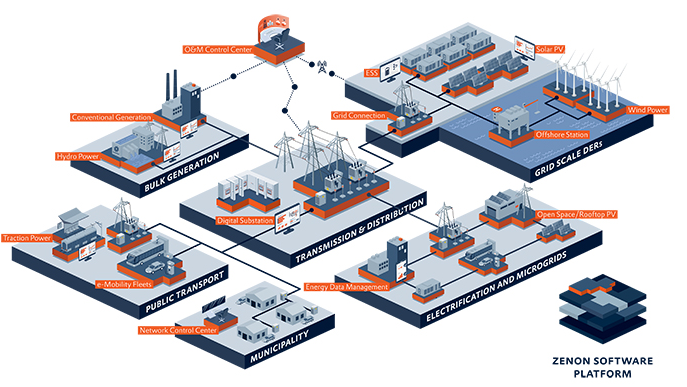 O&M Control Center
Solar PV
ESS
Conventional Generation
Grid Connection
Wind Power
Offshore Station
Hydro Power
BULK GENERATION
GRID SCALE DERs
Digital Substation
TRANSMISSION & DISTRIBUTION
Open Space/Rooftop PV
Traction Power
e-Mobility Fleets
PUBLIC TRANSPORT
Energy Data Management
ELECTRIFICATION AND MICROGRIDS
Network Control Center
MUNICIPALITY
ZENON SOFTWARE
PLATFORM